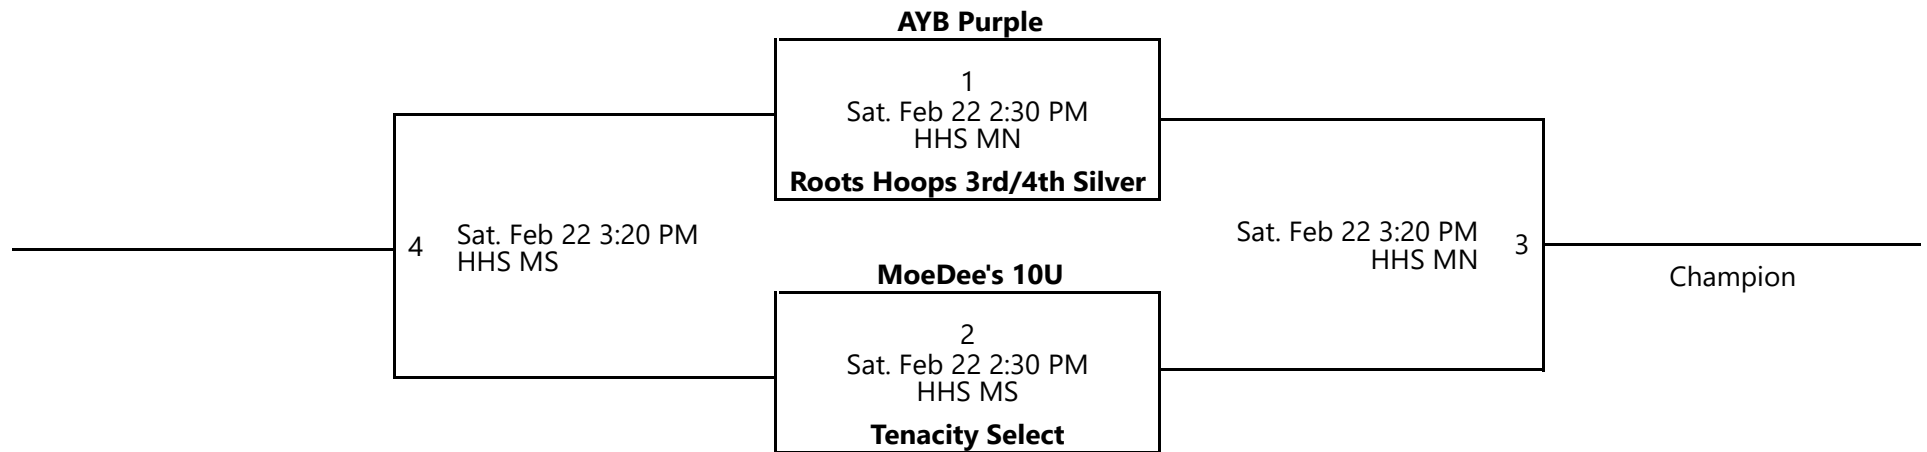 AYB Purple
1
Sat. Feb 22 2:30 PM
HHS MN
Roots Hoops 3rd/4th Silver
4
Sat. Feb 22 3:20 PM
HHS MS
Sat. Feb 22 3:20 PM
HHS MN
3
Champion
MoeDee's 10U
2
Sat. Feb 22 2:30 PM
HHS MS
Tenacity Select